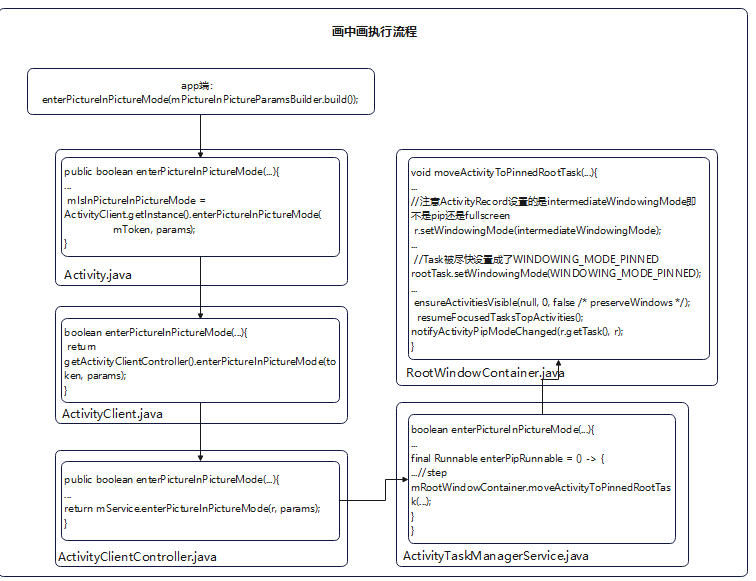 画中画执行流程
app端：
enterPictureInPictureMode(mPictureInPictureParamsBuilder.build());
public boolean enterPictureInPictureMode(...){
...
mIsInPictureInPictureMode =
ActivityClient.getInstance().enterPictureInPictureMode(
mToken, params);
}
Activity.java
boolean enterPictureInPictureMode(...){
return
getActivityClientController().enterPictureInPictureMode(to
ken, params);
}
ActivityClient.java
public boolean enterPictureInPictureMode(...){
...
return mService.enterPictureInPictureMode(r, params);
}
ActivityClientController.java
boolean enterPictureInPictureMode(...){
...
final Runnable enterPipRunnable = () -> {
...//step
mRootWindowContainer.moveActivityToPinnedRootTas
k(...);
}
}
ActivityTaskManagerService.java
void moveActivityToPinnedRootTask(...){
...
//注意ActivityRecord设置的是intermediateWindowingMode即
不是pip还是fullscreen
r.setWindowingMode(intermediateWindowingMode);
...
//Task被尽快设置成了WINDOWING_MODE_PINNED
rootTask.setWindowingMode(WINDOWING_MODE_PINNED);
...
ensureActivitiesVisible(null, 0, false /* preserveWindows */);
resumeFocusedTasksTopActivities();
notifyActivityPipModeChanged(r.getTask(), r);
}
RootWindowContainer.java